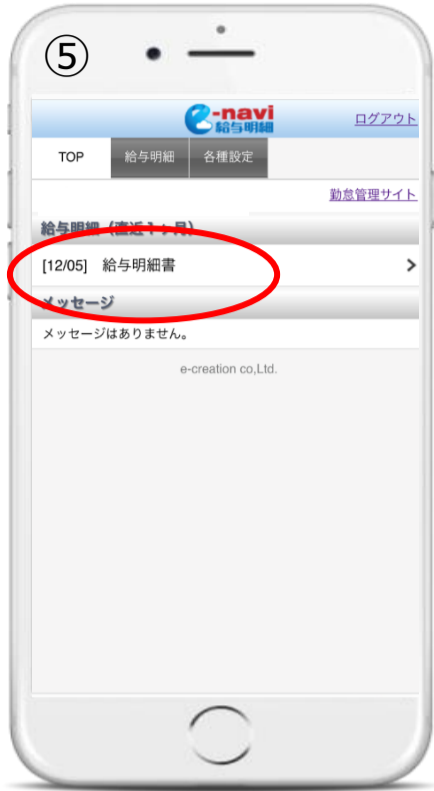 ⑤
e-navi
給与明細
ログアウト
TOP 給与明細 各種設定
勤怠管理サイト
給与明細（直近１ヶ月）
[12/05] 給与明細書
メッセージ
メッセージはありません。
e-creation co,Ltd.